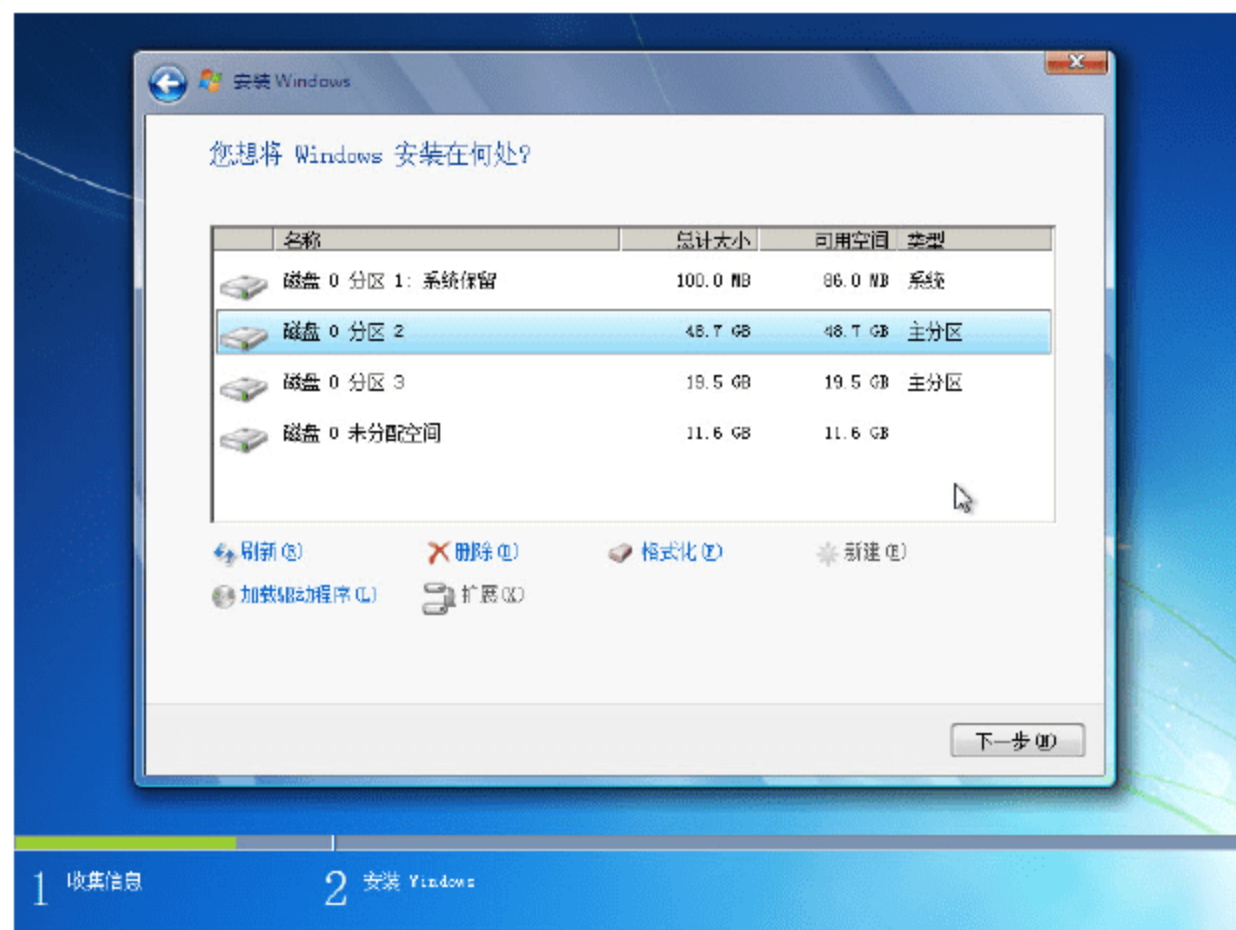 安装 Windows
您想将 Windows 安装在何处?
名称 总计大小 可用空间 类型
磁盘 0 分区 1: 系统保留 100.0 MB 86.0 MB 系统
磁盘 0 分区 2 48.7 GB 48.7 GB 主分区
磁盘 0 分区 3 19.5 GB 19.5 GB 主分区
磁盘 0 未分配空间 11.6 GB 11.6 GB
刷新(R) 删除(D) 格式化(F) 新建(E)
加载驱动程序(L) 扩展(X)
下一步(N)
1 收集信息 2 安装 Windows